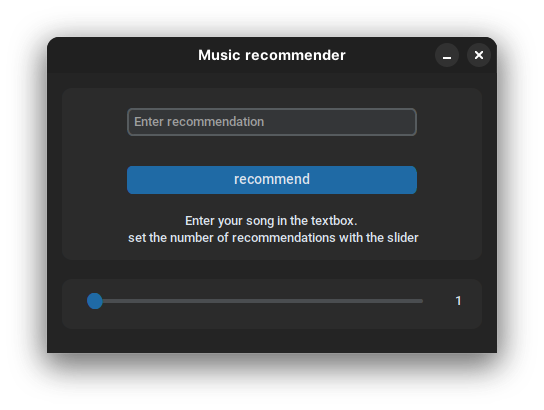 Music recommender
Enter recommendation
recommend
Enter your song in the textbox.
set the number of recommendations with the slider
1